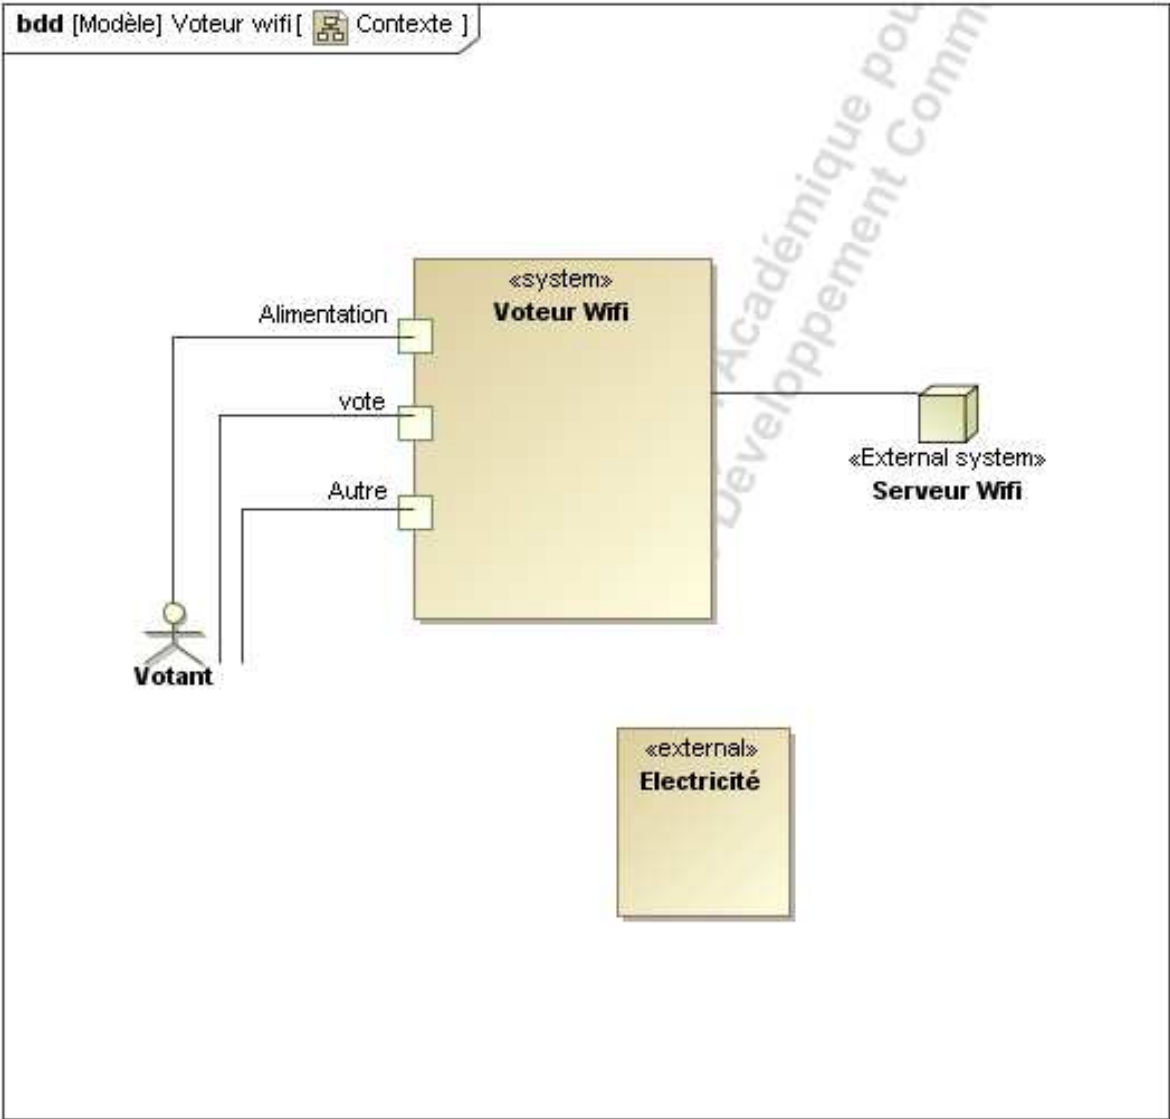 bdd [Modèle] Voteur wifi[ Contexte ]
Académique pou
Développement Comm
«system»
Voteur Wifi
Alimentation
vote
Autre
«External system»
Serveur Wifi
Votant
«external»
Electricité